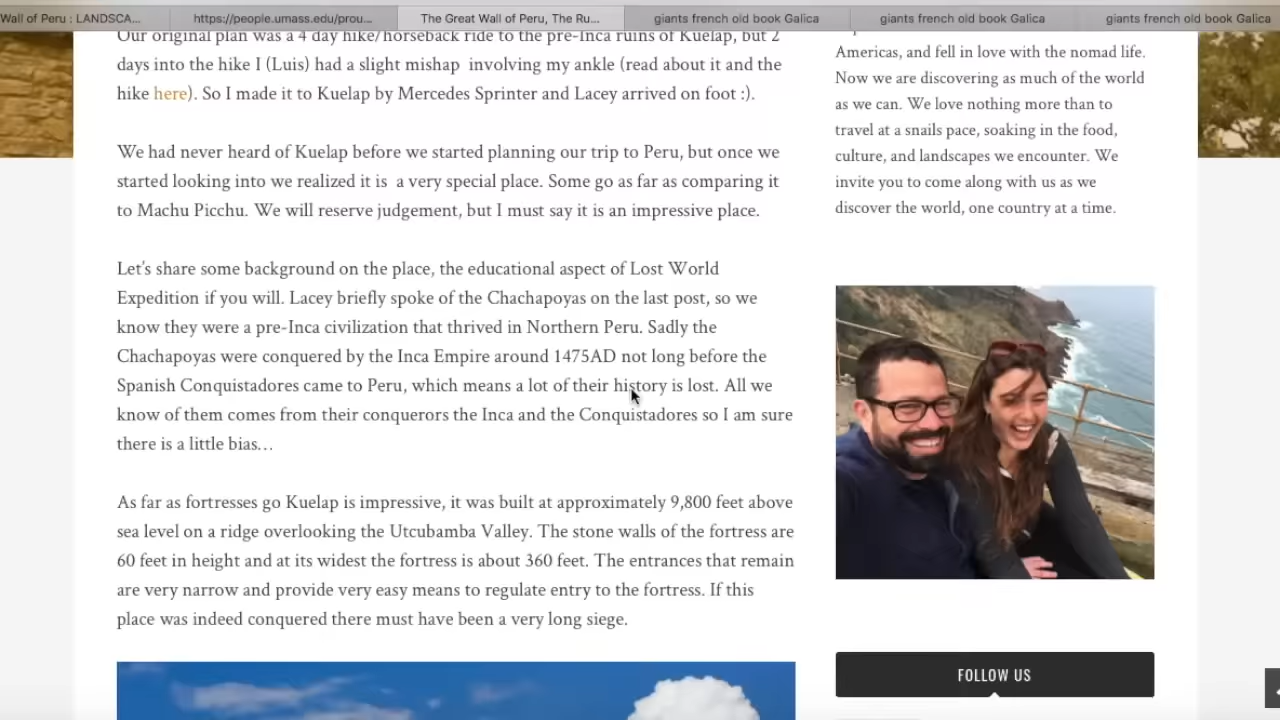 Wall of Peru : LANDSCA...
https://people.umass.edu/prou...
The Great Wall of Peru, The Ru...
giants french old book Galica
giants french old book Galica
giants french old book Galica
Our original plan was a 4 day hike/horseback ride to the pre-Inca ruins of Kuelap, but 2
days into the hike I (Luis) had a slight mishap involving my ankle (read about it and the
hike here). So I made it to Kuelap by Mercedes Sprinter and Lacey arrived on foot :).
We had never heard of Kuelap before we started planning our trip to Peru, but once we
started looking into we realized it is a very special place. Some go as far as comparing it
to Machu Picchu. We will reserve judgement, but I must say it is an impressive place.
Let's share some background on the place, the educational aspect of Lost World
Expedition if you will. Lacey briefly spoke of the Chachapoyas on the last post, so we
know they were a pre-Inca civilization that thrived in Northern Peru. Sadly the
Chachapoyas were conquered by the Inca Empire around 1475AD not long before the
Spanish Conquistadores came to Peru, which means a lot of their history is lost. All we
know of them comes from their conquerors the Inca and the Conquistadores so I am sure
there is a little bias…
As far as fortresses go Kuelap is impressive, it was built at approximately 9,800 feet above
sea level on a ridge overlooking the Utcubamba Valley. The stone walls of the fortress are
60 feet in height and at its widest the fortress is about 360 feet. The entrances that remain
are very narrow and provide very easy means to regulate entry to the fortress. If this
place was indeed conquered there must have been a very long siege.
Americas, and fell in love with the nomad life.
Now we are discovering as much of the world
as we can. We love nothing more than to
travel at a snails pace, soaking in the food,
culture, and landscapes we encounter. We
invite you to come along with us as we
discover the world, one country at a time.
FOLLOW US